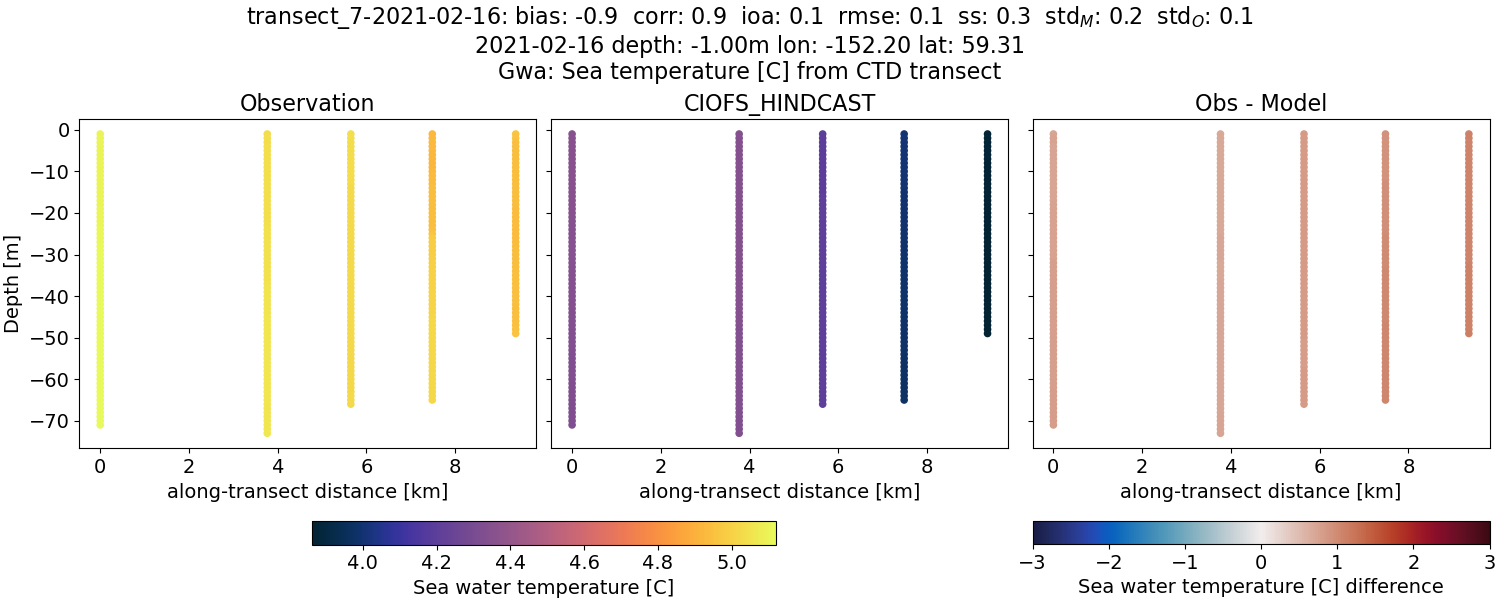 transect_7-2021-02-16: bias: -0.9 corr: 0.9 ioa: 0.1 rmse: 0.1 ss: 0.3 std_M: 0.2 std_O: 0.1
2021-02-16 depth: -1.00m lon: -152.20 lat: 59.31
Gwa: Sea temperature [C] from CTD transect
Observation CIOFS_HINDCAST Obs - Model
0
−10
−20
−30
−40
−50
−60
−70
Depth [m]
0 2 4 6 8 0 2 4 6 8 0 2 4 6 8
along-transect distance [km] along-transect distance [km] along-transect distance [km]
4.0 4.2 4.4 4.6 4.8 5.0 −3 −2 −1 0 1 2 3
Sea water temperature [C] Sea water temperature [C] difference